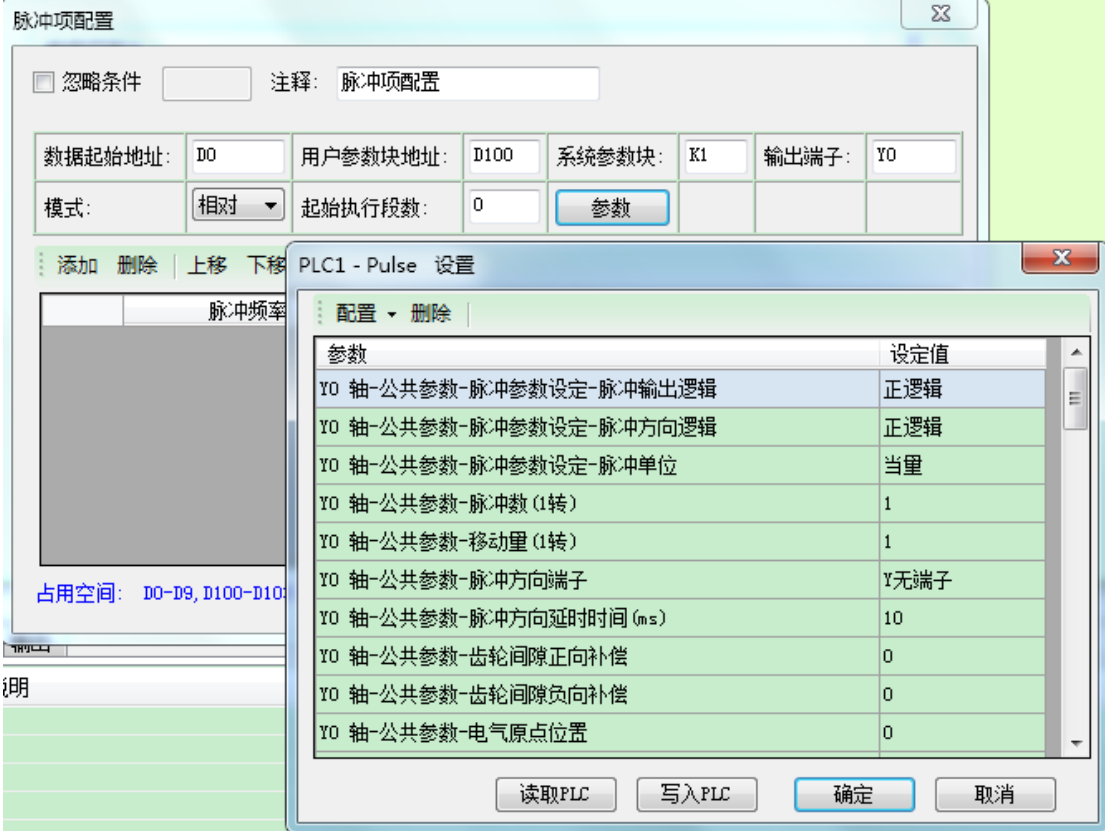 脉冲项配置
忽略条件 注释: 脉冲项配置
数据起始地址: D0 用户参数块地址: D100 系统参数块: K1 输出端子: Y0
模式: 相对 起始执行段数: 0 参数
添加 删除 上移 下移
脉冲频率
占用空间: D0-D9,D100-D10
输出
明
PLC1 - Pulse 设置
配置 删除
参数 设定值
Y0 轴-公共参数-脉冲参数设定-脉冲输出逻辑 正逻辑
Y0 轴-公共参数-脉冲参数设定-脉冲方向逻辑 正逻辑
Y0 轴-公共参数-脉冲参数设定-脉冲单位 当量
Y0 轴-公共参数-脉冲数(1转) 1
Y0 轴-公共参数-移动量(1转) 1
Y0 轴-公共参数-脉冲方向端子 Y无端子
Y0 轴-公共参数-脉冲方向延时时间(ms) 10
Y0 轴-公共参数-齿轮间隙正向补偿 0
Y0 轴-公共参数-齿轮间隙负向补偿 0
Y0 轴-公共参数-电气原点位置 0
读取PLC 写入PLC 确定 取消